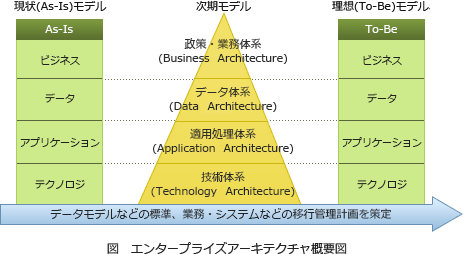 現状(As-Is)モデル
次期モデル
理想(To-Be)モデル
As-Is
To-Be
ビジネス
政策・業務体系
(Business Architecture)
ビジネス
データ
データ体系
(Data Architecture)
データ
アプリケーション
適用処理体系
(Application Architecture)
アプリケーション
テクノロジ
技術体系
(Technology Architecture)
テクノロジ
データモデルなどの標準、業務・システムなどの移行管理計画を策定
図 エンタープライズアーキテクチャ概要図